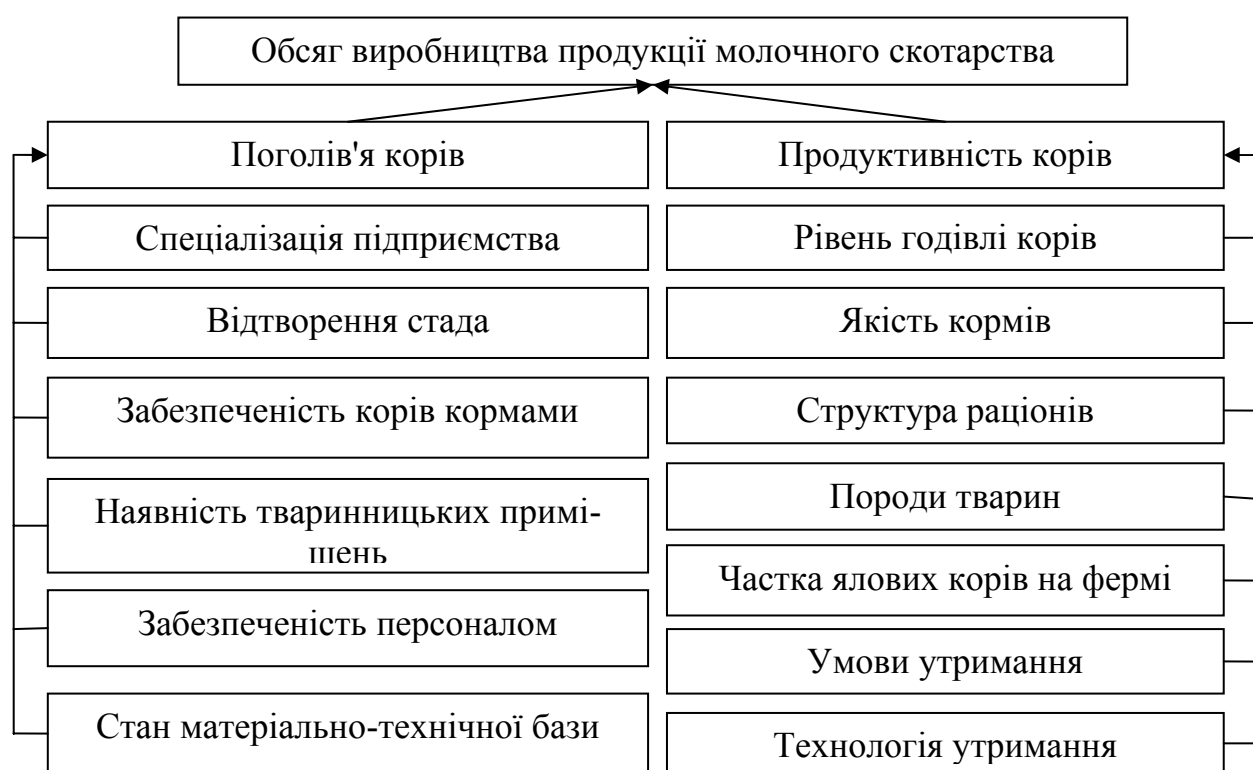 Обсяг виробництва продукції молочного скотарства
Поголів'я корів
Продуктивність корів
Спеціалізація підприємства
Рівень годівлі корів
Відтворення стада
Якість кормів
Забезпеченість корів кормами
Структура раціонів
Наявність тваринницьких примі-
щень
Породи тварин
Частка ялових корів на фермі
Забезпеченість персоналом
Умови утримання
Стан матеріально-технічної бази
Технологія утримання